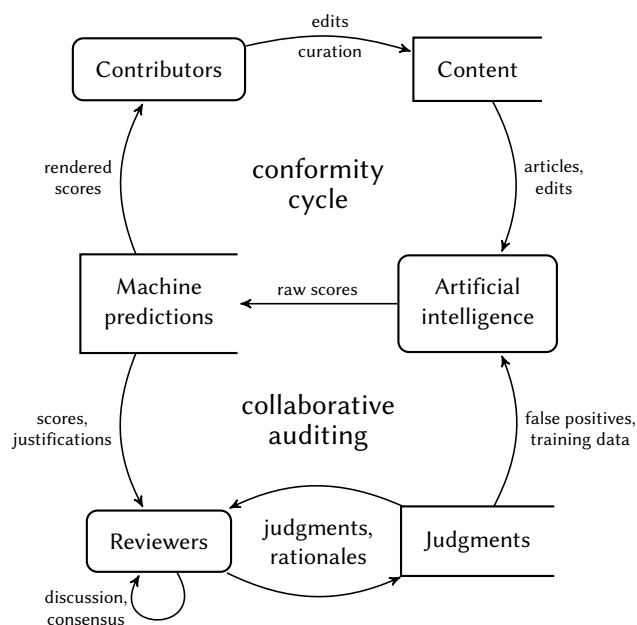 edits
Contributors
curation
Content
rendered
scores
conformity
cycle
articles,
edits
Machine
predictions
raw scores
Artificial
intelligence
scores,
justifications
collaborative
auditing
false positives,
training data
Reviewers
judgments,
rationales
Judgments
discussion,
consensus